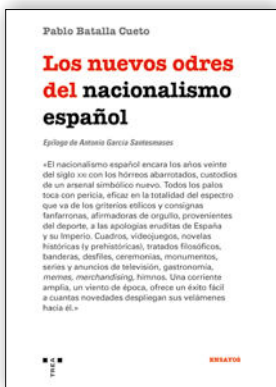 Pablo Batalla Cueto
Los nuevos odres
del nacionalismo
español
Epílogo de Antonio García Santesmases
«El nacionalismo español encara los años veinte
del siglo XXI con los hórreos abarrotados, custodios
de un arsenal simbólico nuevo. Todos los palos
toca con pericia, eficaz en la totalidad del espectro
que va de los griteríos etílicos y consignas
fanfarronas, afirmadoras de orgullo, provenientes
del deporte, a las apologías eruditas de España
y su Imperio. Cuadros, videojuegos, novelas
históricas (y prehistóricas), tratados filosóficos,
banderas, desfiles, ceremonias, monumentos,
series y anuncios de televisión, gastronomía,
memes, merchandising, himnos. Una corriente
amplia, un viento de época, ofrece un éxito fácil
a cuantas novedades despliegan sus velámenes
hacia él.»
TREA
ENSAYOS